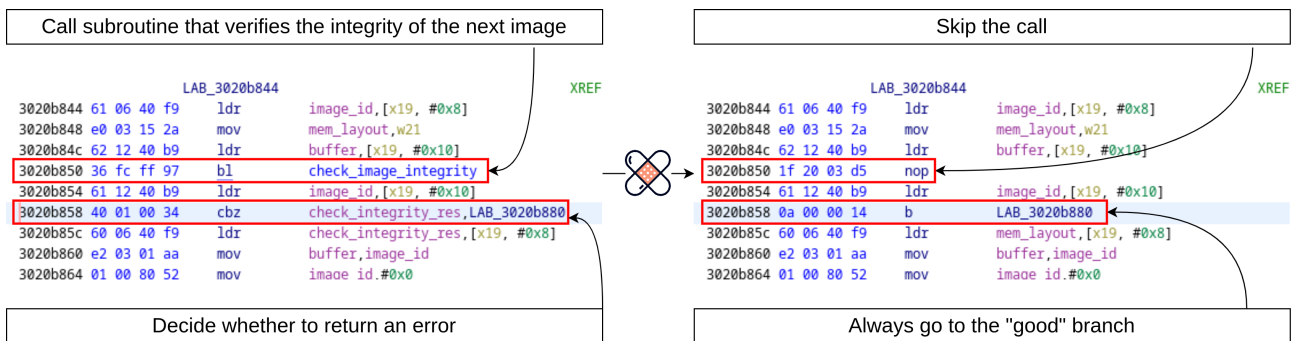 Call subroutine that verifies the integrity of the next image
LAB_3020b844 XREF
3020b844 61 06 40 f9 ldr image_id,[x19, #0x8]
3020b848 e0 03 15 2a mov mem_layout,w21
3020b84c 62 12 40 b9 ldr buffer,[x19, #0x10]
3020b850 36 fc ff 97 bl check_image_integrity
3020b854 61 12 40 b9 ldr image_id,[x19, #0x10]
3020b858 40 01 00 34 cbz check_integrity_res,LAB_3020b880
3020b85c 60 06 40 f9 ldr check_integrity_res,[x19, #0x8]
3020b860 e2 03 01 aa mov buffer,image_id
3020b864 01 00 80 52 mov image_id,#0x0
Decide whether to return an error
Skip the call
LAB_3020b844 XREF
3020b844 61 06 40 f9 ldr image_id,[x19, #0x8]
3020b848 e0 03 15 2a mov mem_layout,w21
3020b84c 62 12 40 b9 ldr buffer,[x19, #0x10]
3020b850 1f 20 03 d5 nop
3020b854 61 12 40 b9 ldr image_id,[x19, #0x10]
3020b858 0a 00 00 14 b LAB_3020b880
3020b85c 60 06 40 f9 ldr mem_layout,[x19, #0x8]
3020b860 e2 03 01 aa mov buffer,image_id
3020b864 01 00 80 52 mov image_id,#0x0
Always go to the "good" branch